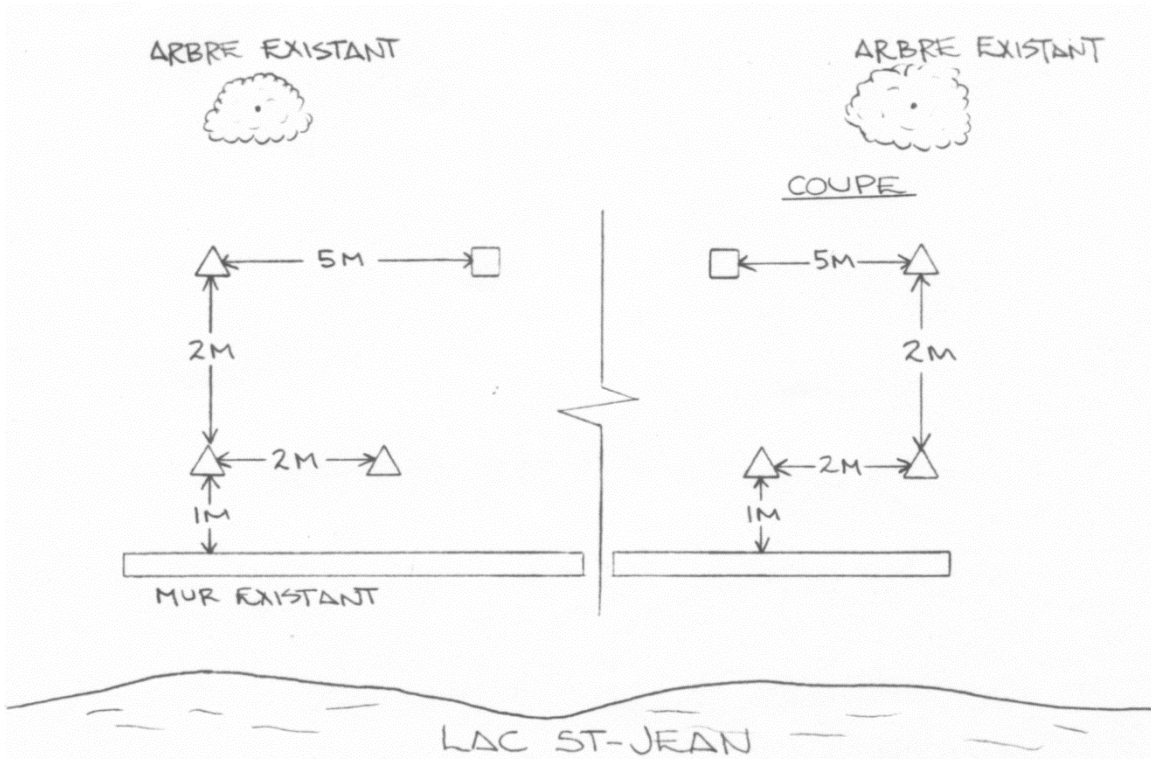 ARBRE EXISTANT
ARBRE EXISTANT
COUPE
5M
5M
2M
2M
2M
2M
1M
1M
MUR EXISTANT
LAC ST-JEAN